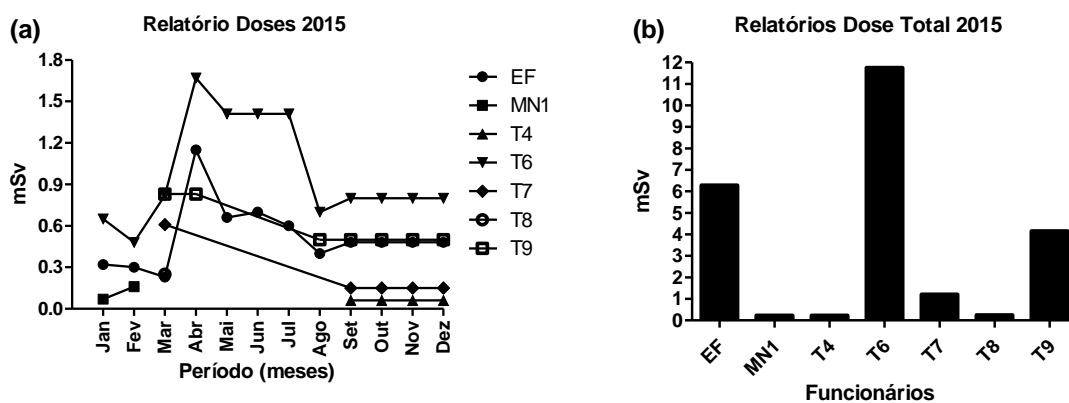 (a)
Relatório Doses 2015
mSv
1.8
1.5
1.2
0.9
0.6
0.3
0.0
Jan
Fev
Mar
Abr
Mai
Jun
Jul
Ago
Set
Out
Nov
Dez
Período (meses)
EF
MN1
T4
T6
T7
T8
T9
(b)
Relatórios Dose Total 2015
mSv
12
11
10
9
8
7
6
5
4
3
2
1
0
EF
MN1
T4
T6
T7
T8
T9
Funcionários